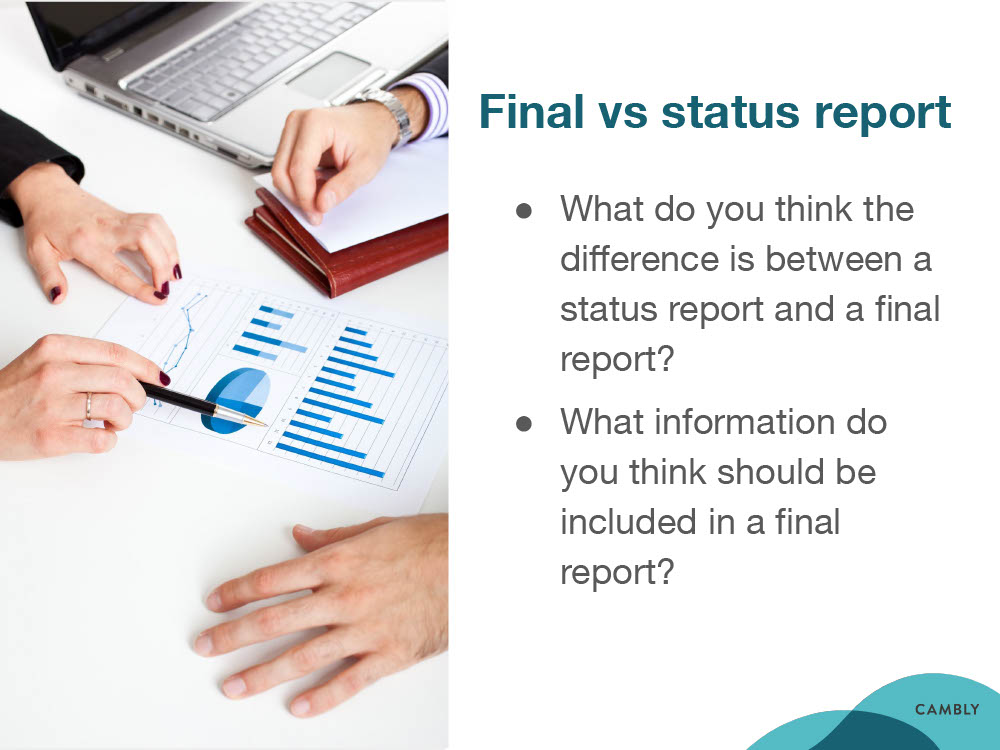 Final vs status report
● What do you think the
difference is between a
status report and a final
report?
● What information do
you think should be
included in a final
report?
CAMBLY